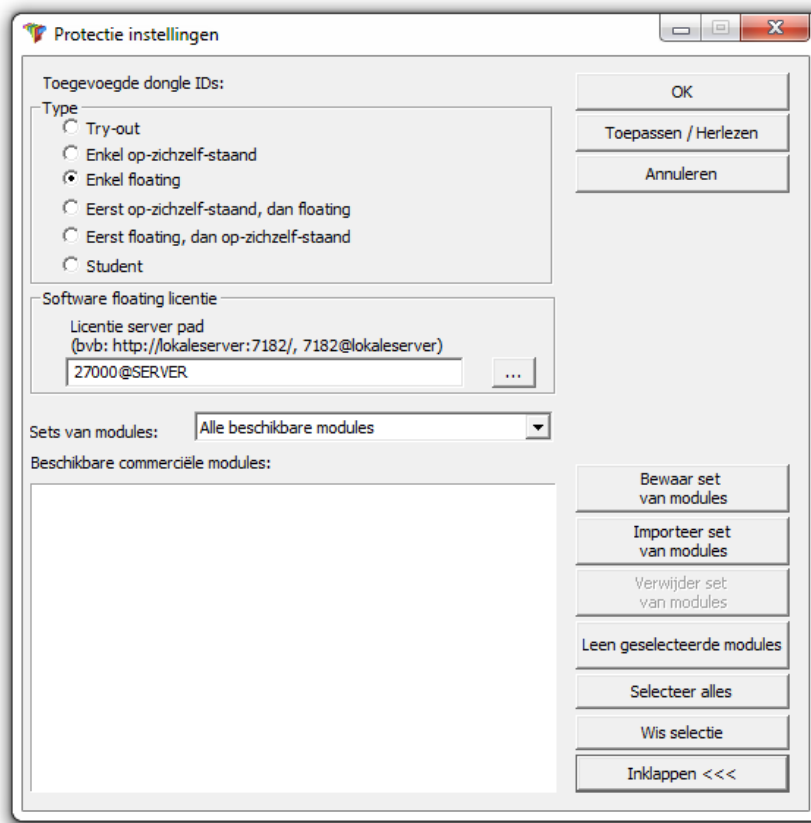 Protectie instellingen
Toegevoegde dongle IDs:
Type
Try-out
Enkel op-zichzelf-staand
Enkel floating
Eerst op-zichzelf-staand, dan floating
Eerst floating, dan op-zichzelf-staand
Student
OK
Toepassen / Herlezen
Annuleren
Software floating licentie
Licentie server pad
(bvb: http://lokaleserver:7182/, 7182@lokaleserver)
27000@SERVER
...
Sets van modules:
Alle beschikbare modules
Beschikbare commerciële modules:
Bewaar set
van modules
Importeer set
van modules
Verwijder set
van modules
Leen geselecteerde modules
Selecteer alles
Wis selectie
Inklappen <<<